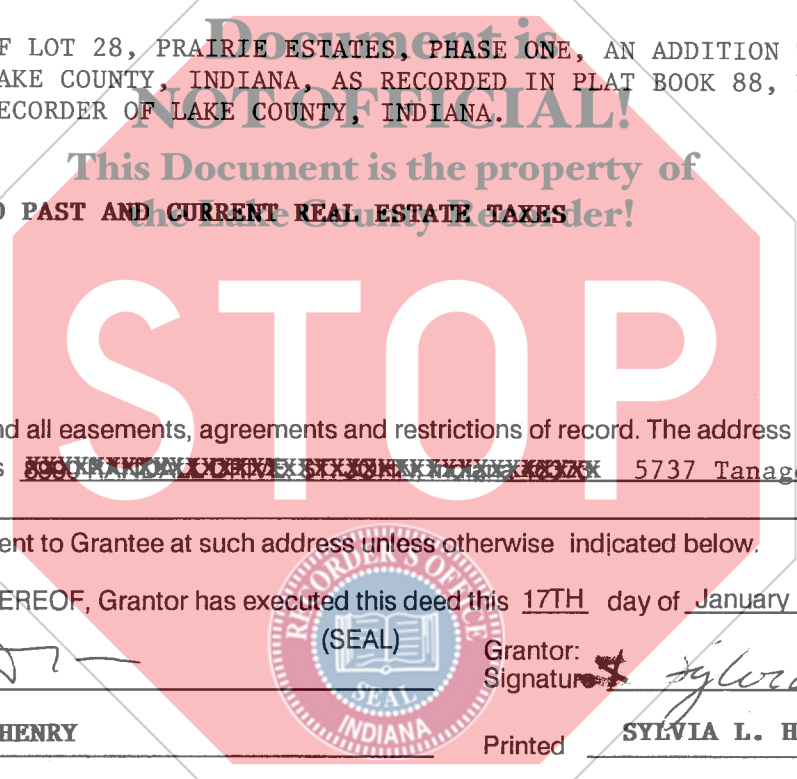 F LOT 28, PRAIRIE ESTATES, PHASE ONE, AN ADDITION
AKE COUNTY, INDIANA, AS RECORDED IN PLAT BOOK 88,
ECORDER OF LAKE COUNTY, INDIANA.
Document is
NOT OFFICIAL!
This Document is the property of
the Lake County Recorder!
O PAST AND CURRENT REAL ESTATE TAXES
STOP
nd all easements, agreements and restrictions of record. The address
s 5737 Tanag
ent to Grantee at such address unless otherwise indicated below.
EREOF, Grantor has executed this deed this 17TH day of January
(SEAL)
Grantor:
Signature Sylvia
HENRY
Printed SYLVIA L. H
RECORDER'S OFFICE
SEAL
INDIANA